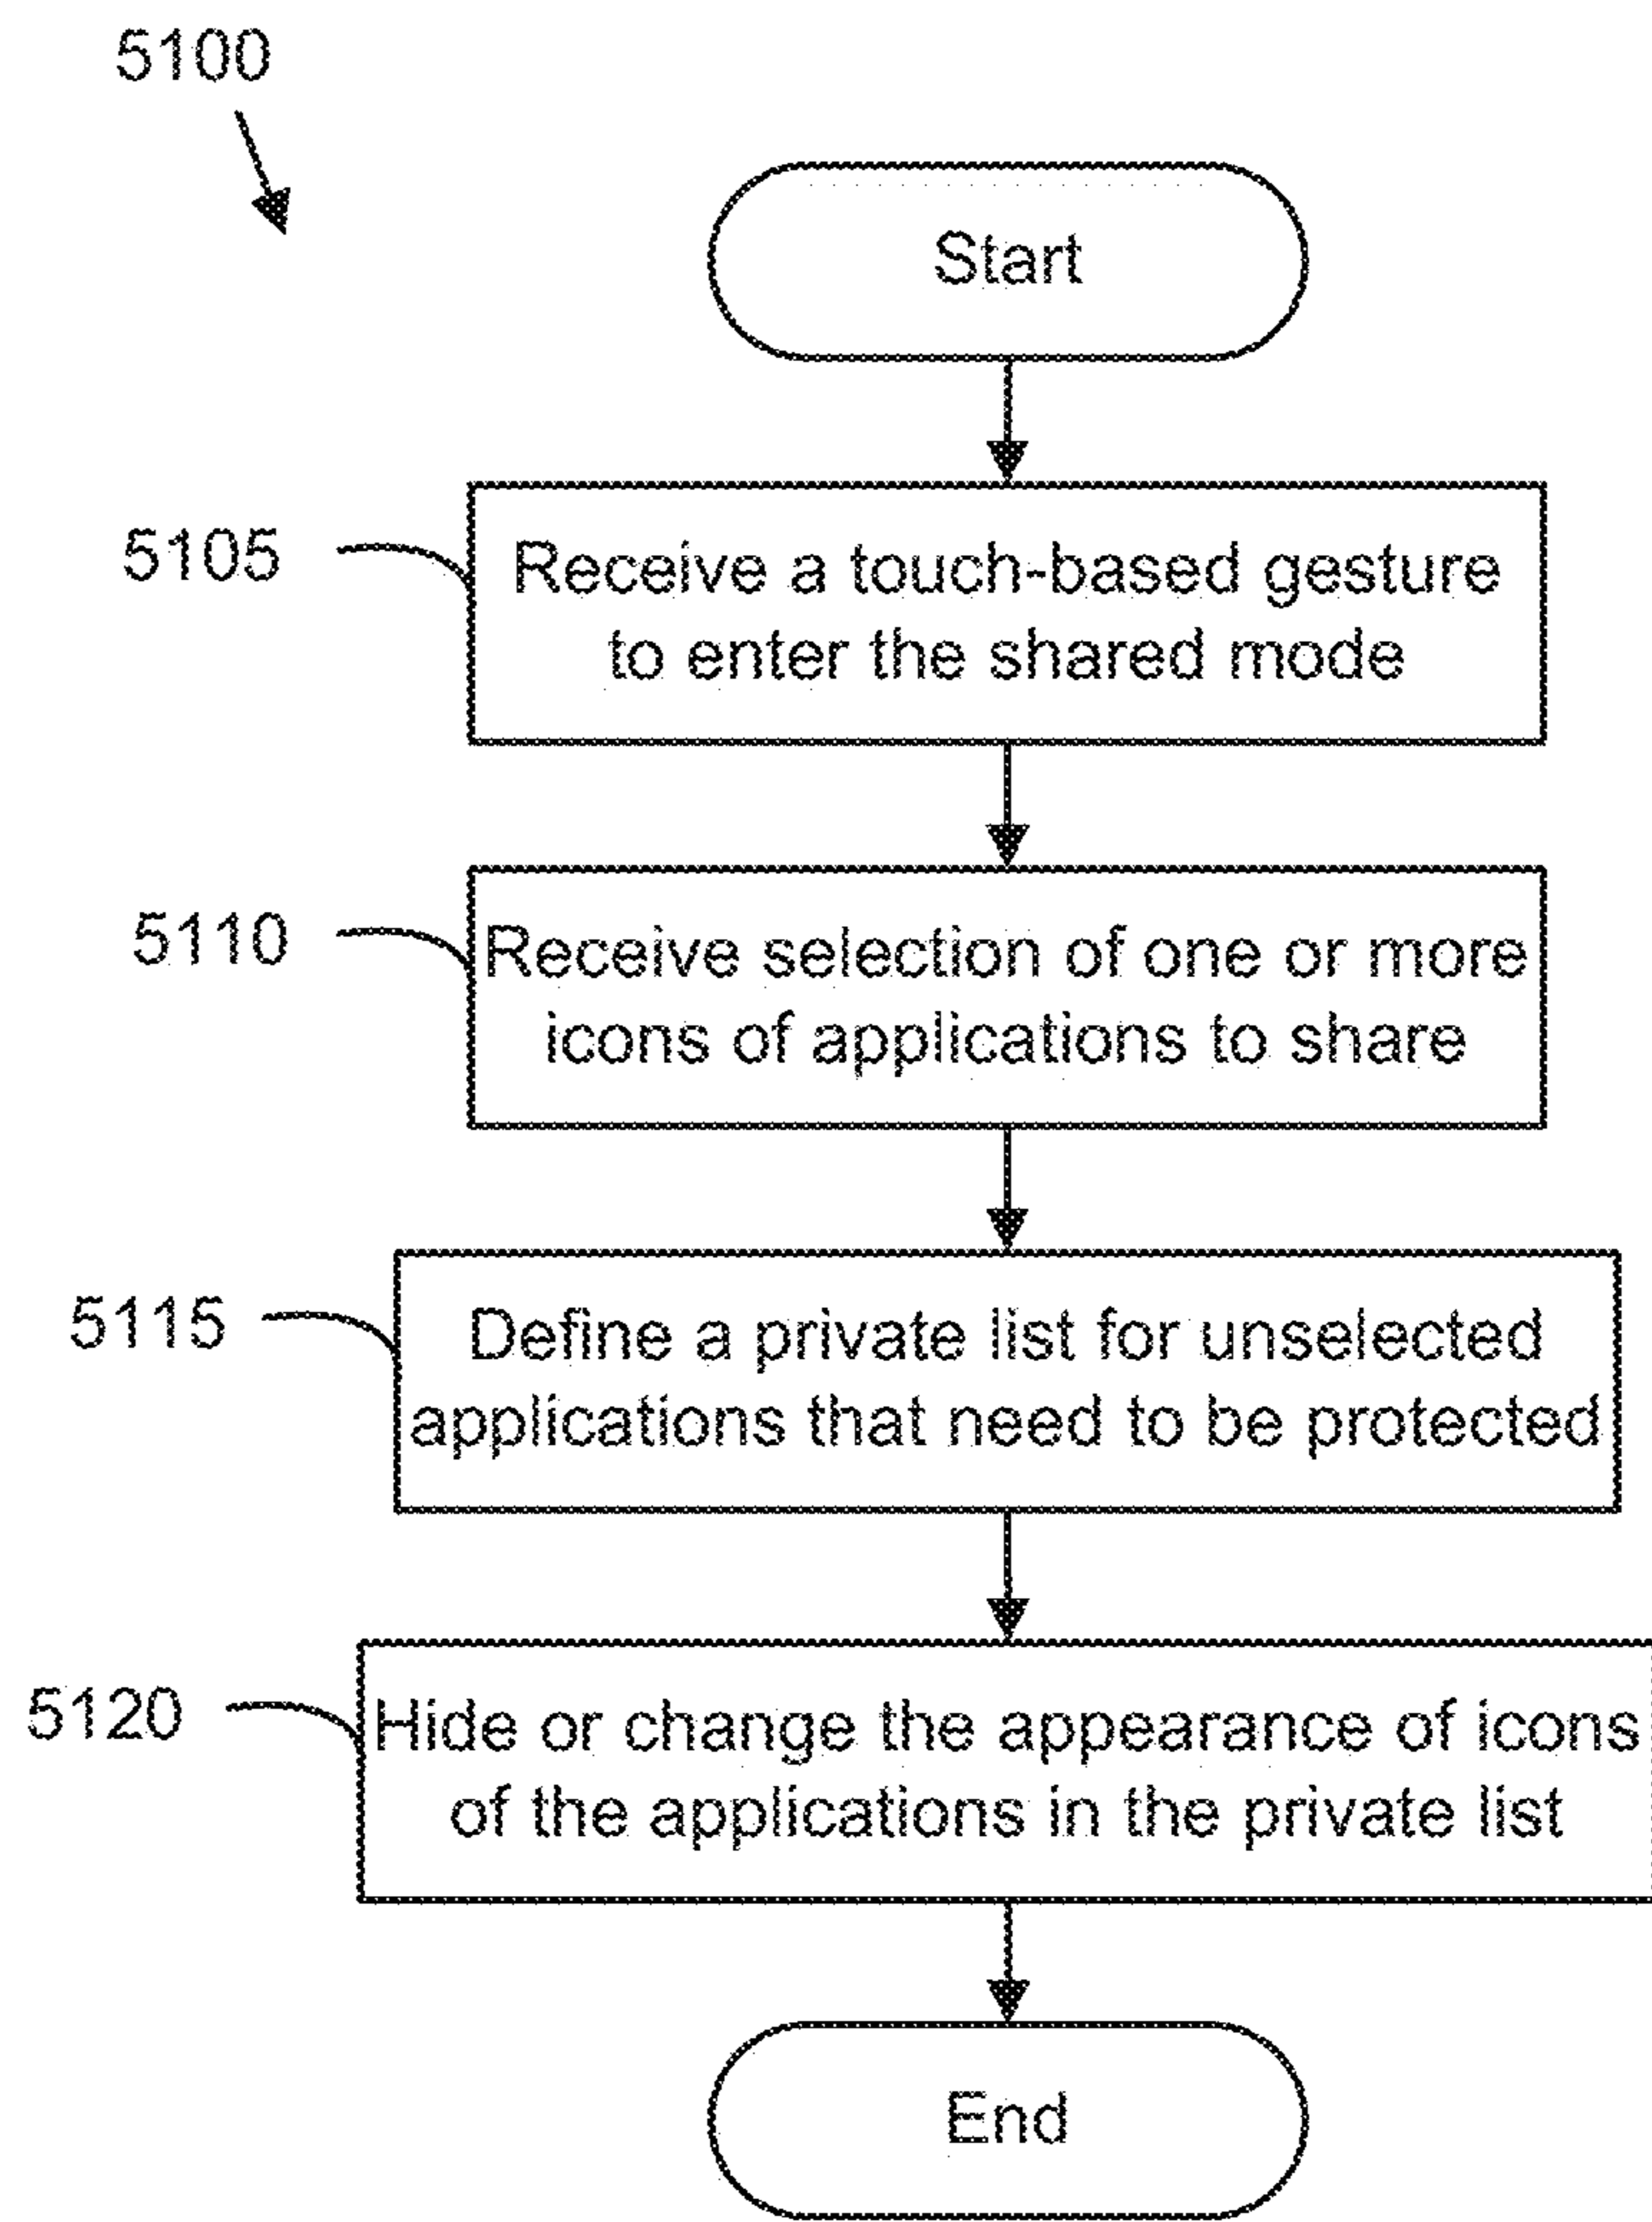 5100
Start
5105
Receive a touch-based gesture
to enter the shared mode
5110
Receive selection of one or more
icons of applications to share
5115
Define a private list for unselected
applications that need to be protected
5120
Hide or change the appearance of icons
of the applications in the private list
End